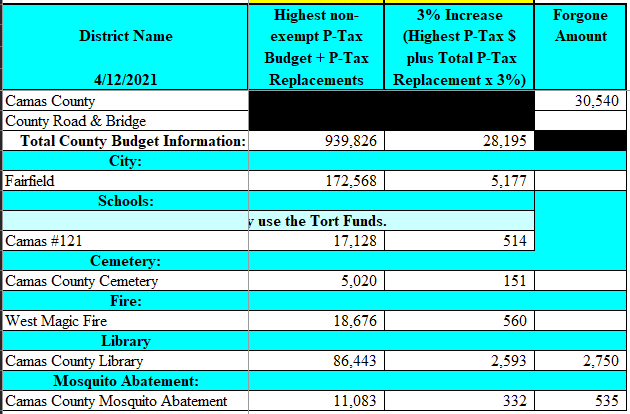 District Name
4/12/2021
Highest non-
exempt P-Tax
Budget + P-Tax
Replacements
3% Increase
(Highest P-Tax $
plus Total P-Tax
Replacement x 3%)
Forgone
Amount
Camas County 30,540
County Road & Bridge
Total County Budget Information: 939,826 28,195
City:
Fairfield 172,568 5,177
Schools:
y use the Tort Funds.
Camas #121 17,128 514
Cemetery:
Camas County Cemetery 5,020 151
Fire:
West Magic Fire 18,676 560
Library
Camas County Library 86,443 2,593 2,750
Mosquito Abatement:
Camas County Mosquito Abatement 11,083 332 535